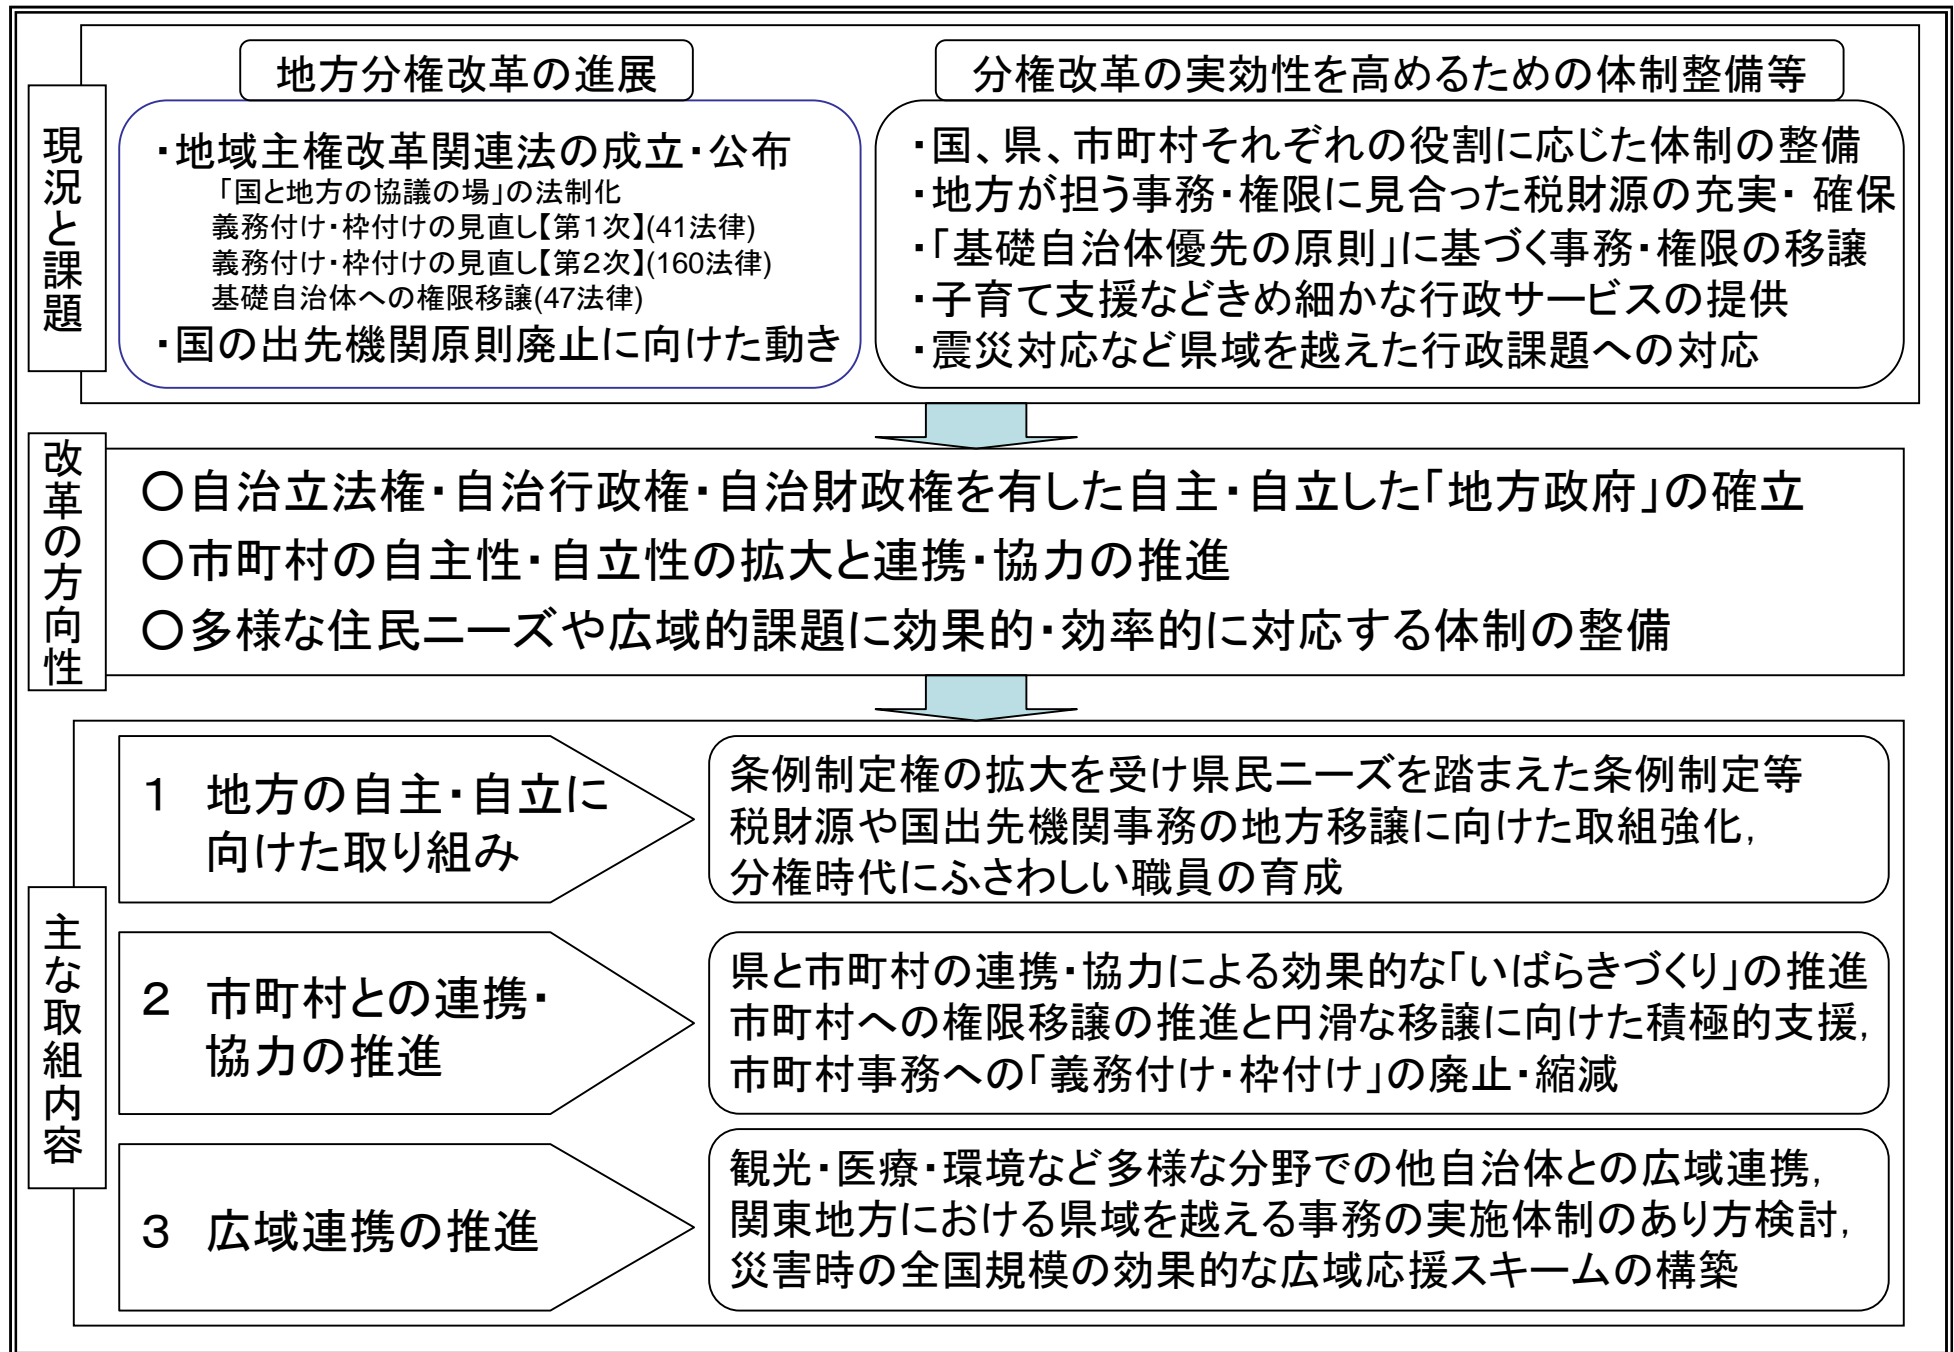 現況と課題
地方分権改革の進展
・地域主権改革関連法の成立・公布
「国と地方の協議の場」の法制化
義務付け・枠付けの見直し【第1次】(41法律)
義務付け・枠付けの見直し【第2次】(160法律)
基礎自治体への権限移譲(47法律)
・国の出先機関原則廃止に向けた動き
分権改革の実効性を高めるための体制整備等
・国、県、市町村それぞれの役割に応じた体制の整備
・地方が担う事務・権限に見合った税財源の充実・ 確保
・「基礎自治体優先の原則」に基づく事務・権限の移譲
・子育て支援などきめ細かな行政サービスの提供
・震災対応など県域を越えた行政課題への対応
改革の方向性
○自治立法権・自治行政権・自治財政権を有した自主・自立した「地方政府」の確立
○市町村の自主性・自立性の拡大と連携・協力の推進
○多様な住民ニーズや広域的課題に効果的・効率的に対応する体制の整備
主な取組内容
1 地方の自主・自立に
向けた取り組み
条例制定権の拡大を受け県民ニーズを踏まえた条例制定等
税財源や国出先機関事務の地方移譲に向けた取組強化,
分権時代にふさわしい職員の育成
2 市町村との連携・
協力の推進
県と市町村の連携・協力による効果的な「いばらきづくり」の推進
市町村への権限移譲の推進と円滑な移譲に向けた積極的支援,
市町村事務への「義務付け・枠付け」の廃止・縮減
3 広域連携の推進
観光・医療・環境など多様な分野での他自治体との広域連携,
関東地方における県域を越える事務の実施体制のあり方検討,
災害時の全国規模の効果的な広域応援スキームの構築